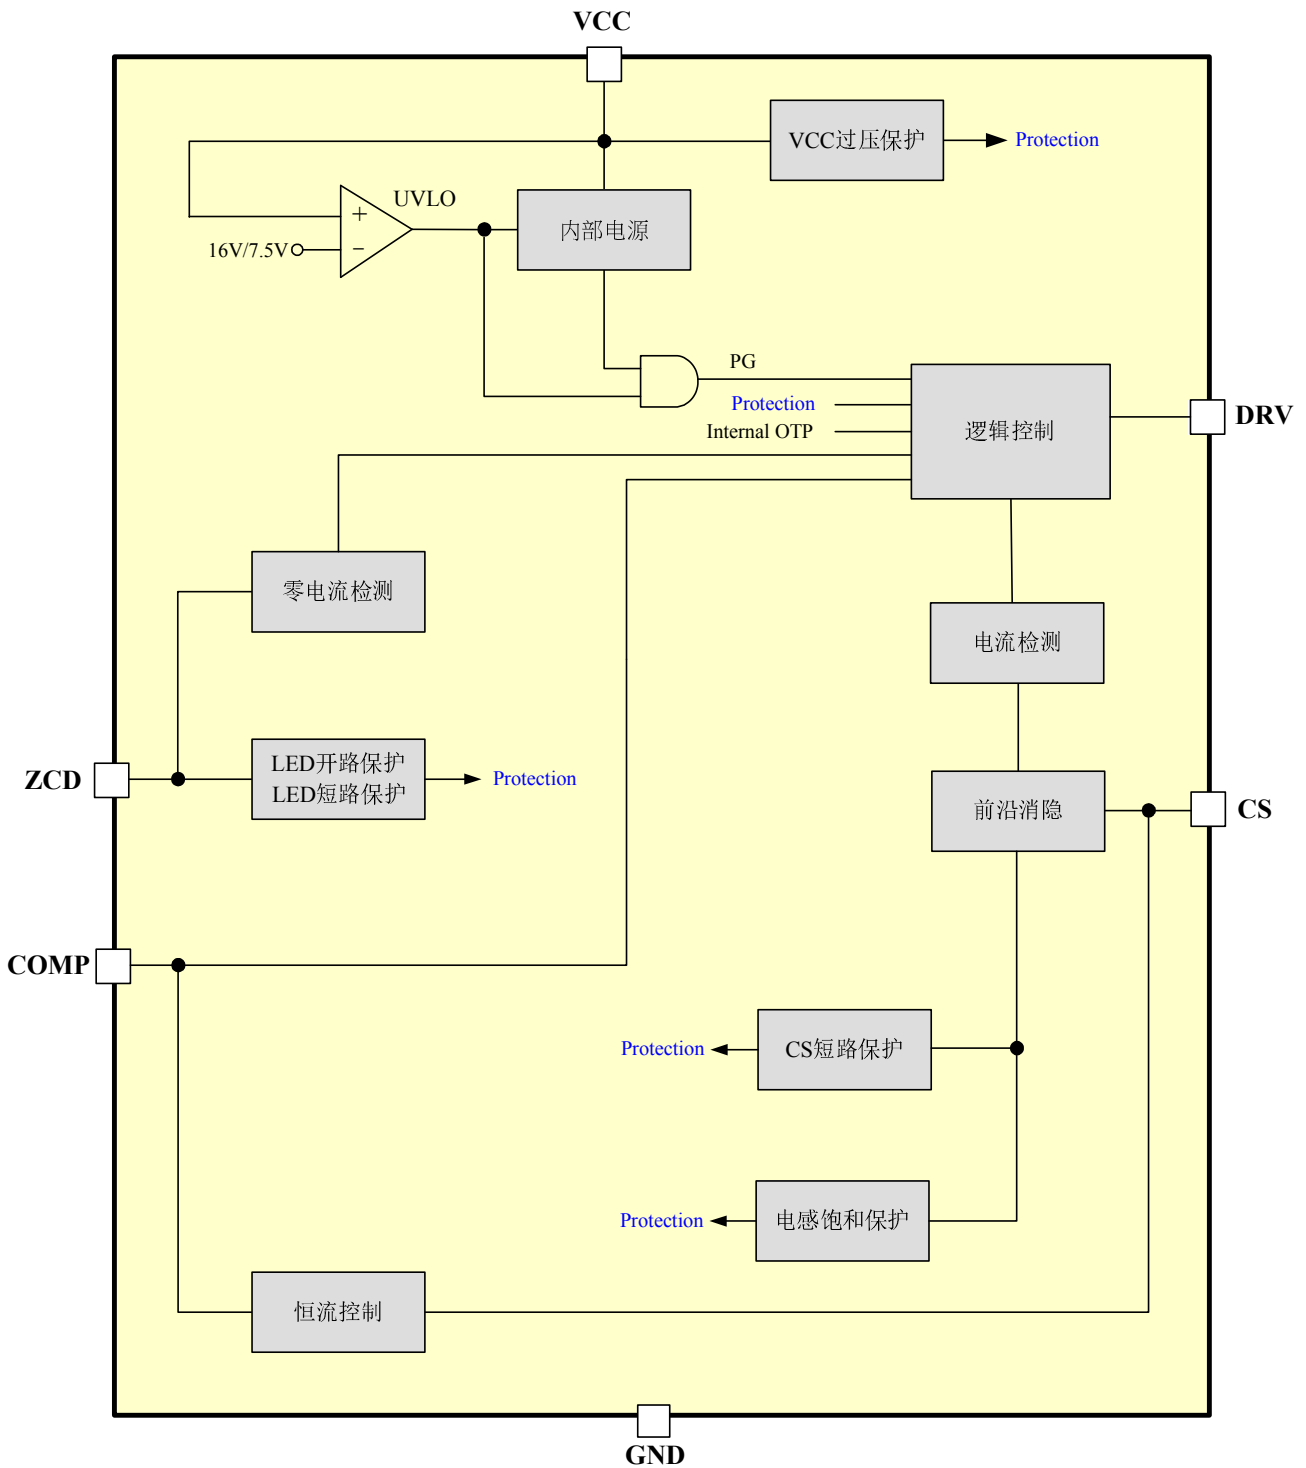 VCC
VCC过压保护
Protection
UVLO
+
16V/7.5V
−
内部电源
PG
Protection
Internal OTP
逻辑控制
DRV
零电流检测
电流检测
ZCD
LED开路保护
LED短路保护
Protection
前沿消隐
CS
COMP
Protection
CS短路保护
Protection
电感饱和保护
恒流控制
GND